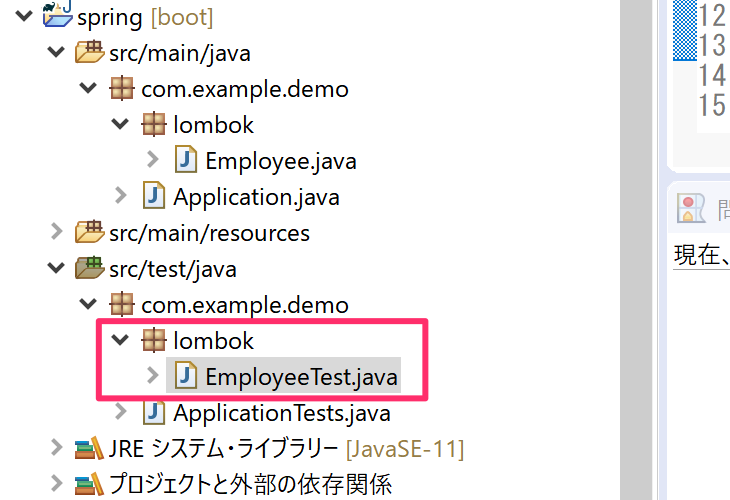 spring [boot]
src/main/java
com.example.demo
lombok
Employee.java
Application.java
src/main/resources
src/test/java
com.example.demo
lombok
EmployeeTest.java
ApplicationTests.java
JRE システム・ライブラリー [JavaSE-11]
プロジェクトと外部の依存関係
12
13
14
15
現在、